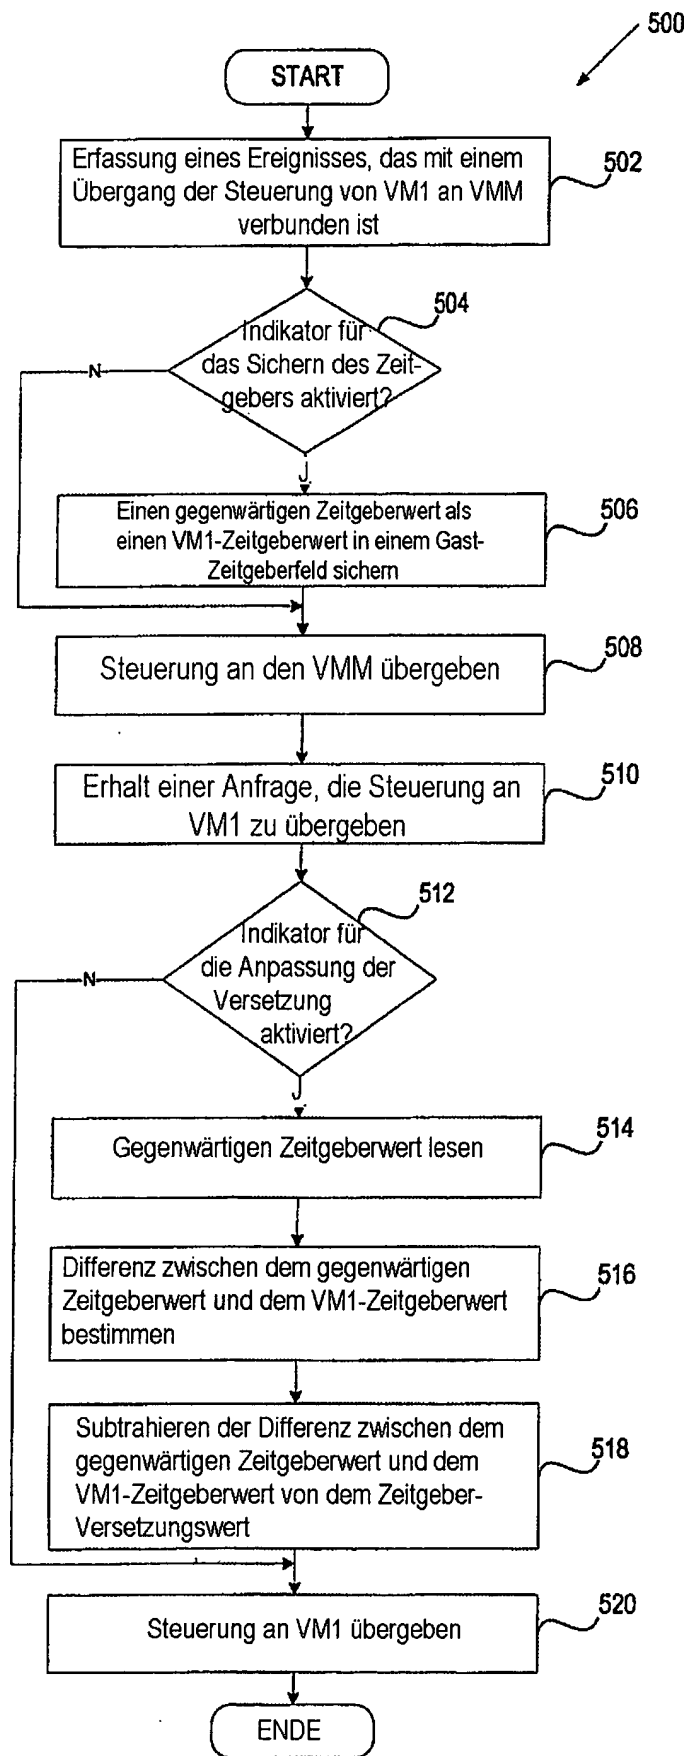 500
START
Erfassung eines Ereignisses, das mit einem
Übergang der Steuerung von VM1 an VMM
verbunden ist
502
504
Indikator für
das Sichern des Zeit-
gebers aktiviert?
N
J
Einen gegenwärtigen Zeitgeberwert als
einen VM1-Zeitgeberwert in einem Gast-
Zeitgeberfeld sichern
506
Steuerung an den VMM übergeben
508
Erhalt einer Anfrage, die Steuerung an
VM1 zu übergeben
510
512
Indikator für
die Anpassung der
Versetzung
aktiviert?
N
J
Gegenwärtigen Zeitgeberwert lesen
514
Differenz zwischen dem gegenwärtigen
Zeitgeberwert und dem VM1-Zeitgeberwert
bestimmen
516
Subtrahieren der Differenz zwischen dem
gegenwärtigen Zeitgeberwert und dem
VM1-Zeitgeberwert von dem Zeitgeber-
Versetzungswert
518
Steuerung an VM1 übergeben
520
ENDE